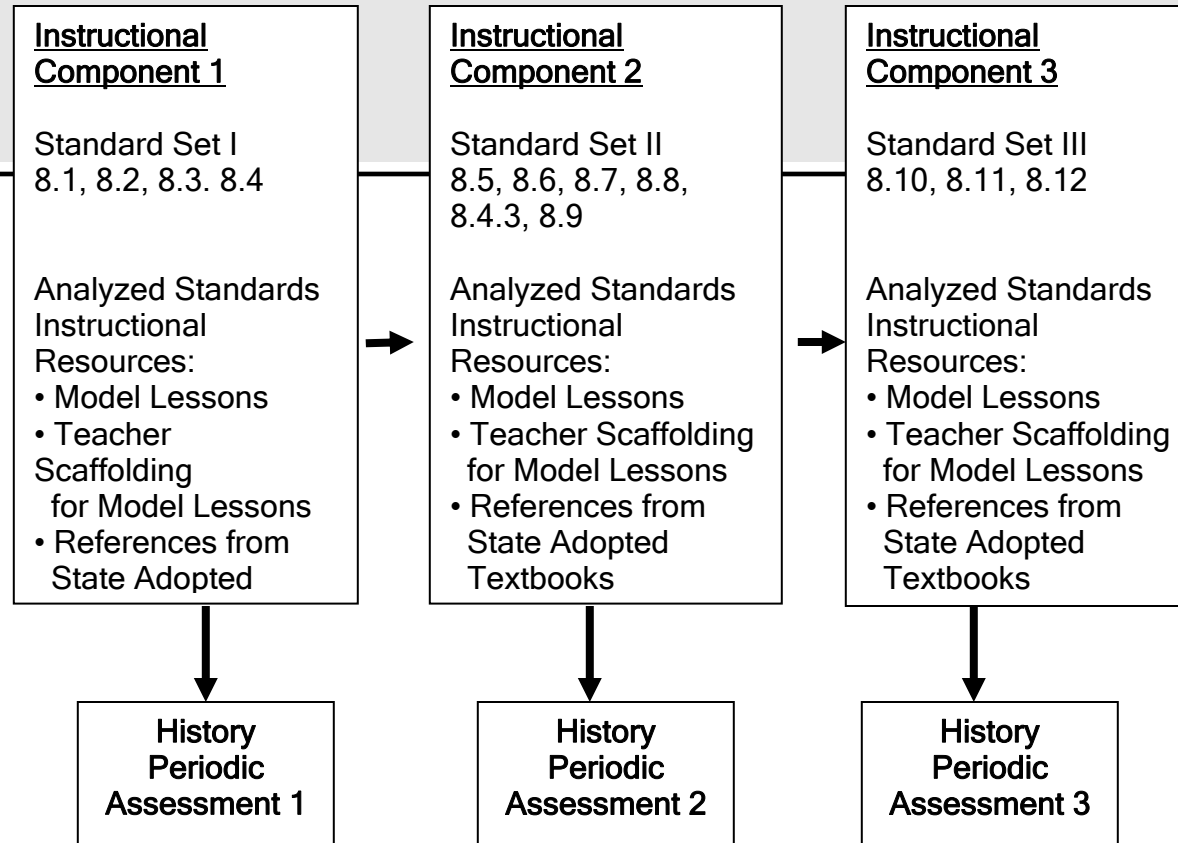 Instructional
Component 1
Standard Set I
8.1, 8.2, 8.3. 8.4
Analyzed Standards
Instructional
Resources:
• Model Lessons
• Teacher
Scaffolding
for Model Lessons
• References from
State Adopted
Instructional
Component 2
Standard Set II
8.5, 8.6, 8.7, 8.8,
8.4.3, 8.9
Analyzed Standards
Instructional
Resources:
• Model Lessons
• Teacher Scaffolding
for Model Lessons
• References from
State Adopted
Textbooks
Instructional
Component 3
Standard Set III
8.10, 8.11, 8.12
Analyzed Standards
Instructional
Resources:
• Model Lessons
• Teacher Scaffolding
for Model Lessons
• References from
State Adopted
Textbooks
History
Periodic
Assessment 1
History
Periodic
Assessment 2
History
Periodic
Assessment 3